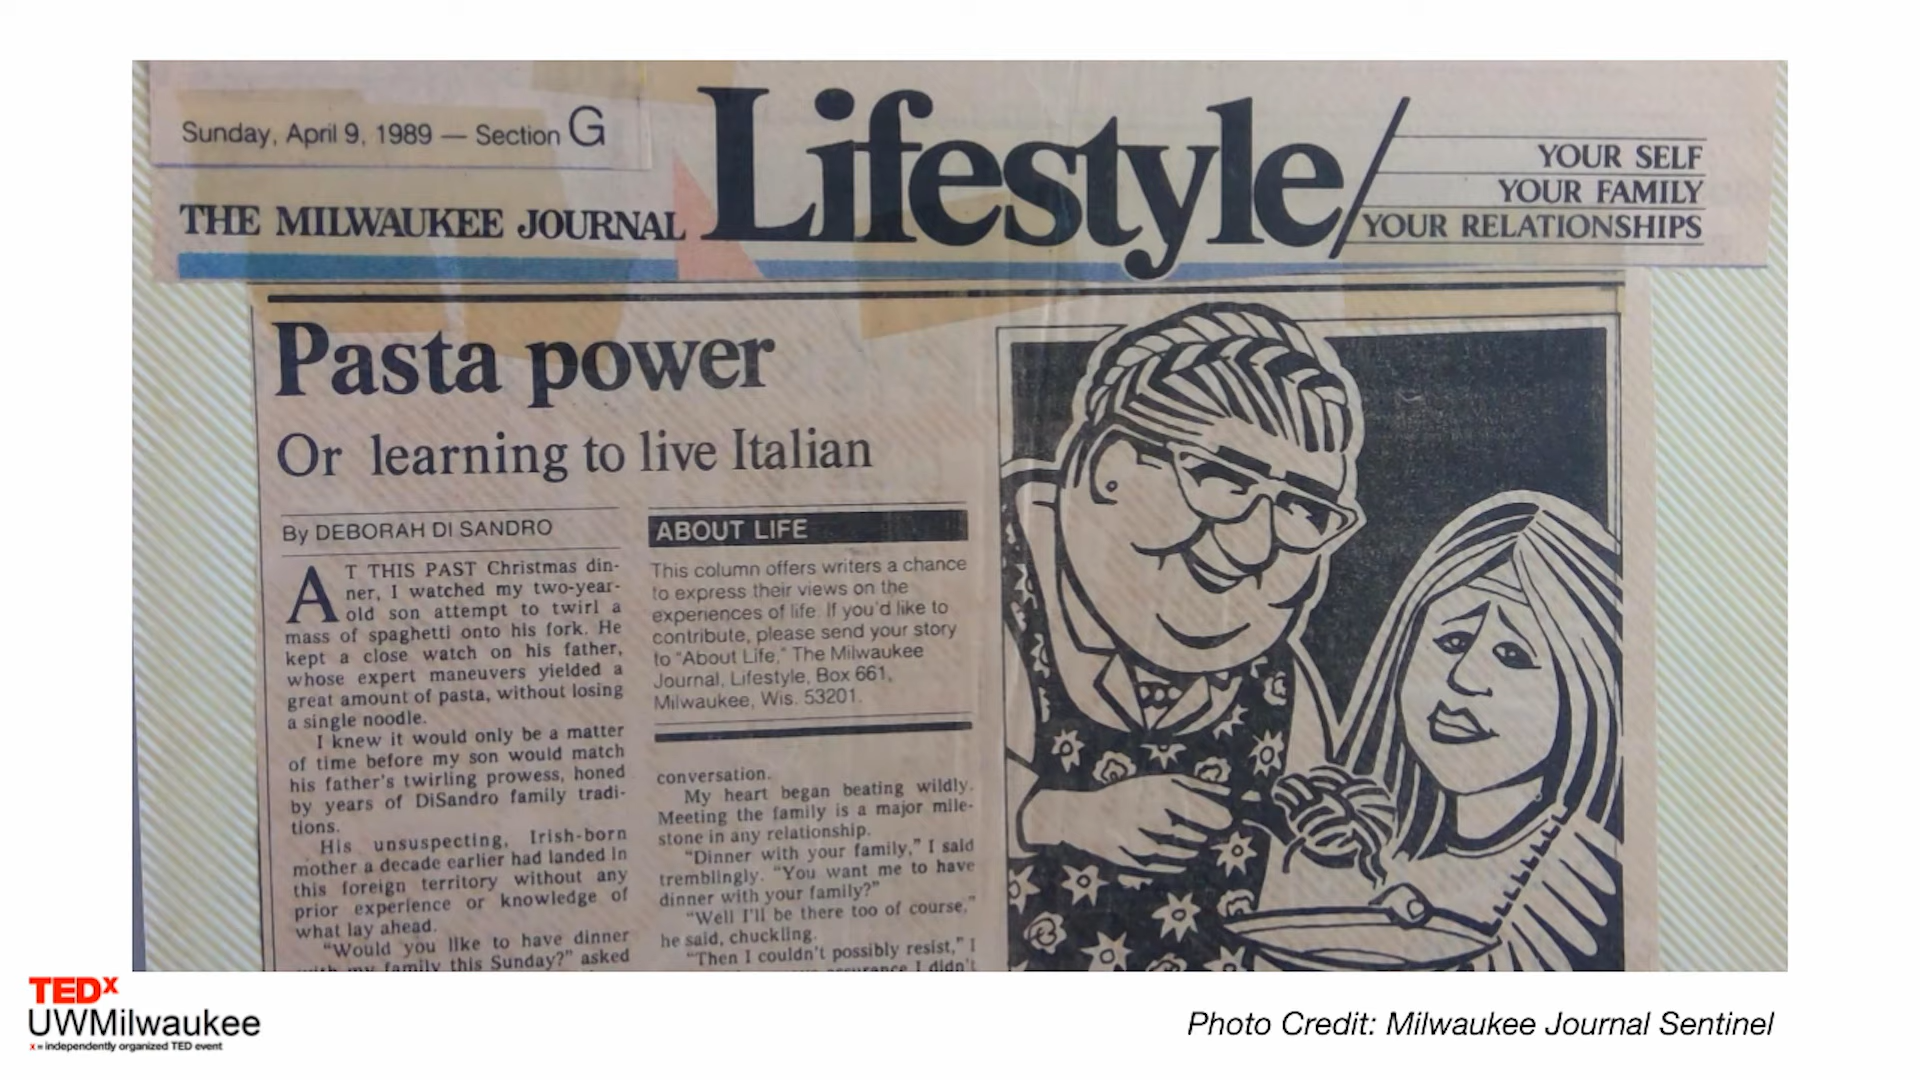 Sunday, April 9, 1989 — Section G
THE MILWAUKEE JOURNAL
Lifestyle/
YOUR SELF
YOUR FAMILY
YOUR RELATIONSHIPS
Pasta power
Or learning to live Italian
By DEBORAH DI SANDRO
AT THIS PAST Christmas din-
ner, I watched my two-year-
old son attempt to twirl a
mass of spaghetti onto his fork. He
kept a close watch on his father,
whose expert maneuvers yielded a
great amount of pasta, without losing
a single noodle.
I knew it would only be a matter
of time before my son would match
his father's twirling prowess, honed
by years of DiSandro family tradi-
tions.
His unsuspecting, Irish-born
mother a decade earlier had landed in
this foreign territory without any
prior experience or knowledge of
what lay ahead.
"Would you like to have dinner
with my family this Sunday?" asked
ABOUT LIFE
This column offers writers a chance
to express their views on the
experiences of life. If you'd like to
contribute, please send your story
to "About Life," The Milwaukee
Journal, Lifestyle, Box 661,
Milwaukee, Wis. 53201.
conversation.
My heart began beating wildly.
Meeting the family is a major mile-
stone in any relationship.
"Dinner with your family," I said
tremblingly. "You want me to have
dinner with your family?"
"Well I'll be there too of course,"
he said, chuckling.
"Then I couldn't possibly resist," I
I didn't
TEDx
UWMilwaukee
x = independently organized TED event
Photo Credit: Milwaukee Journal Sentinel